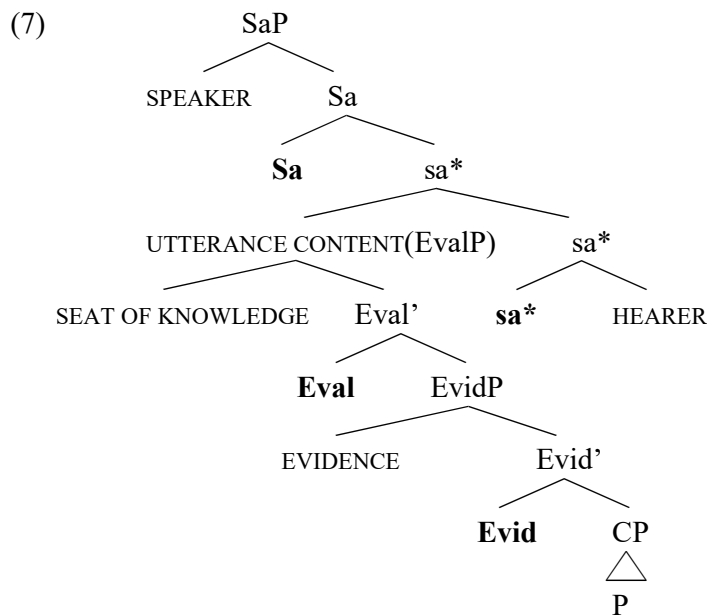 (7) SaP
SPEAKER Sa
Sa sa*
UTTERANCE CONTENT(EvalP) sa*
SEAT OF KNOWLEDGE Eval’ sa* HEARER
Eval EvidP
EVIDENCE Evid’
Evid CP
P